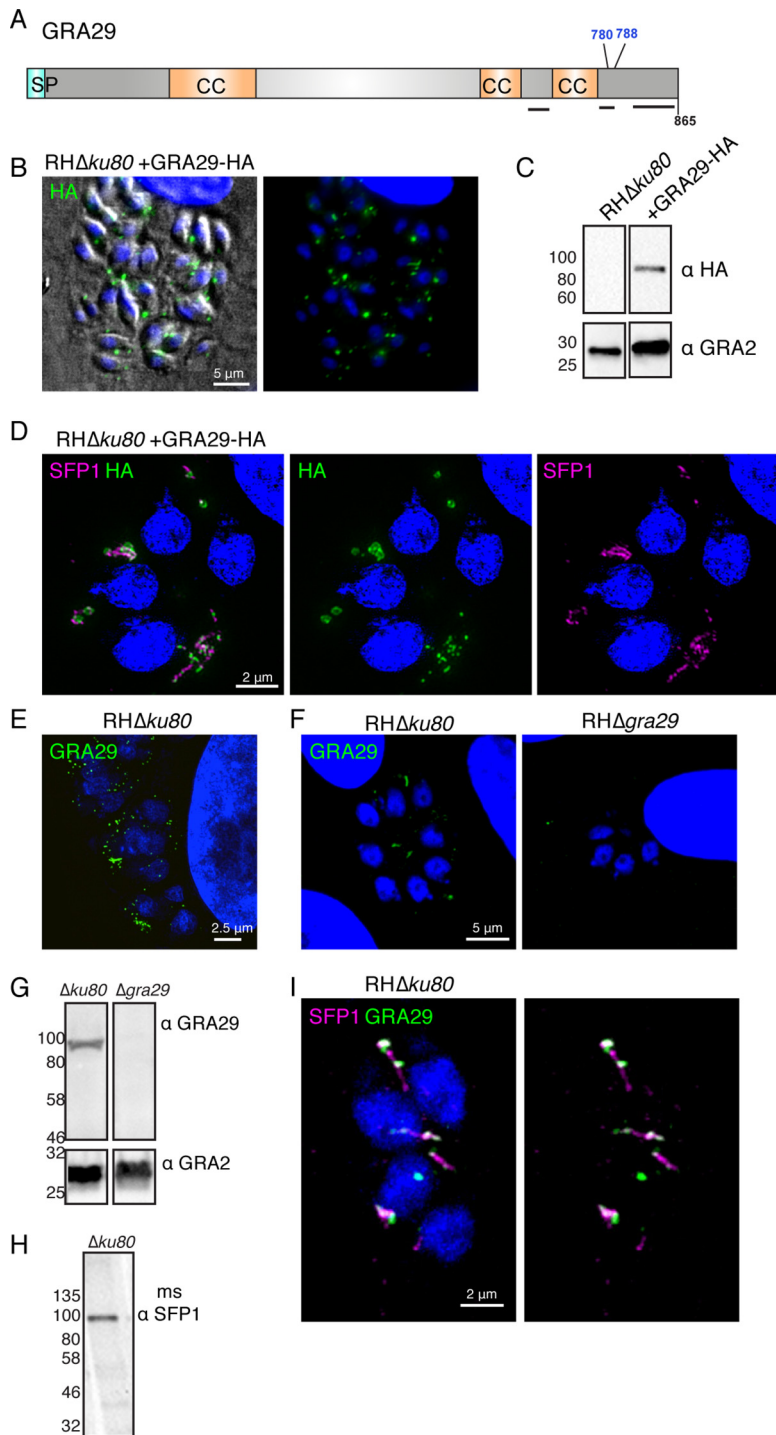 A
GRA29
780 788
SP
CC
CC
CC
865
B
RHΔku80 +GRA29-HA
HA
5 µm
C
RHΔku80
+GRA29-HA
100
80
60
α HA
30
25
α GRA2
D
RHΔku80 +GRA29-HA
SFP1 HA
HA
SFP1
2 µm
E
RHΔku80
GRA29
2.5 µm
F
RHΔku80
RHΔgra29
GRA29
5 µm
G
Δku80 Δgra29
α GRA29
100
80
58
46
32
25
α GRA2
H
Δku80
135
100
80
58
46
32
ms
α SFP1
I
RHΔku80
SFP1 GRA29
2 µm